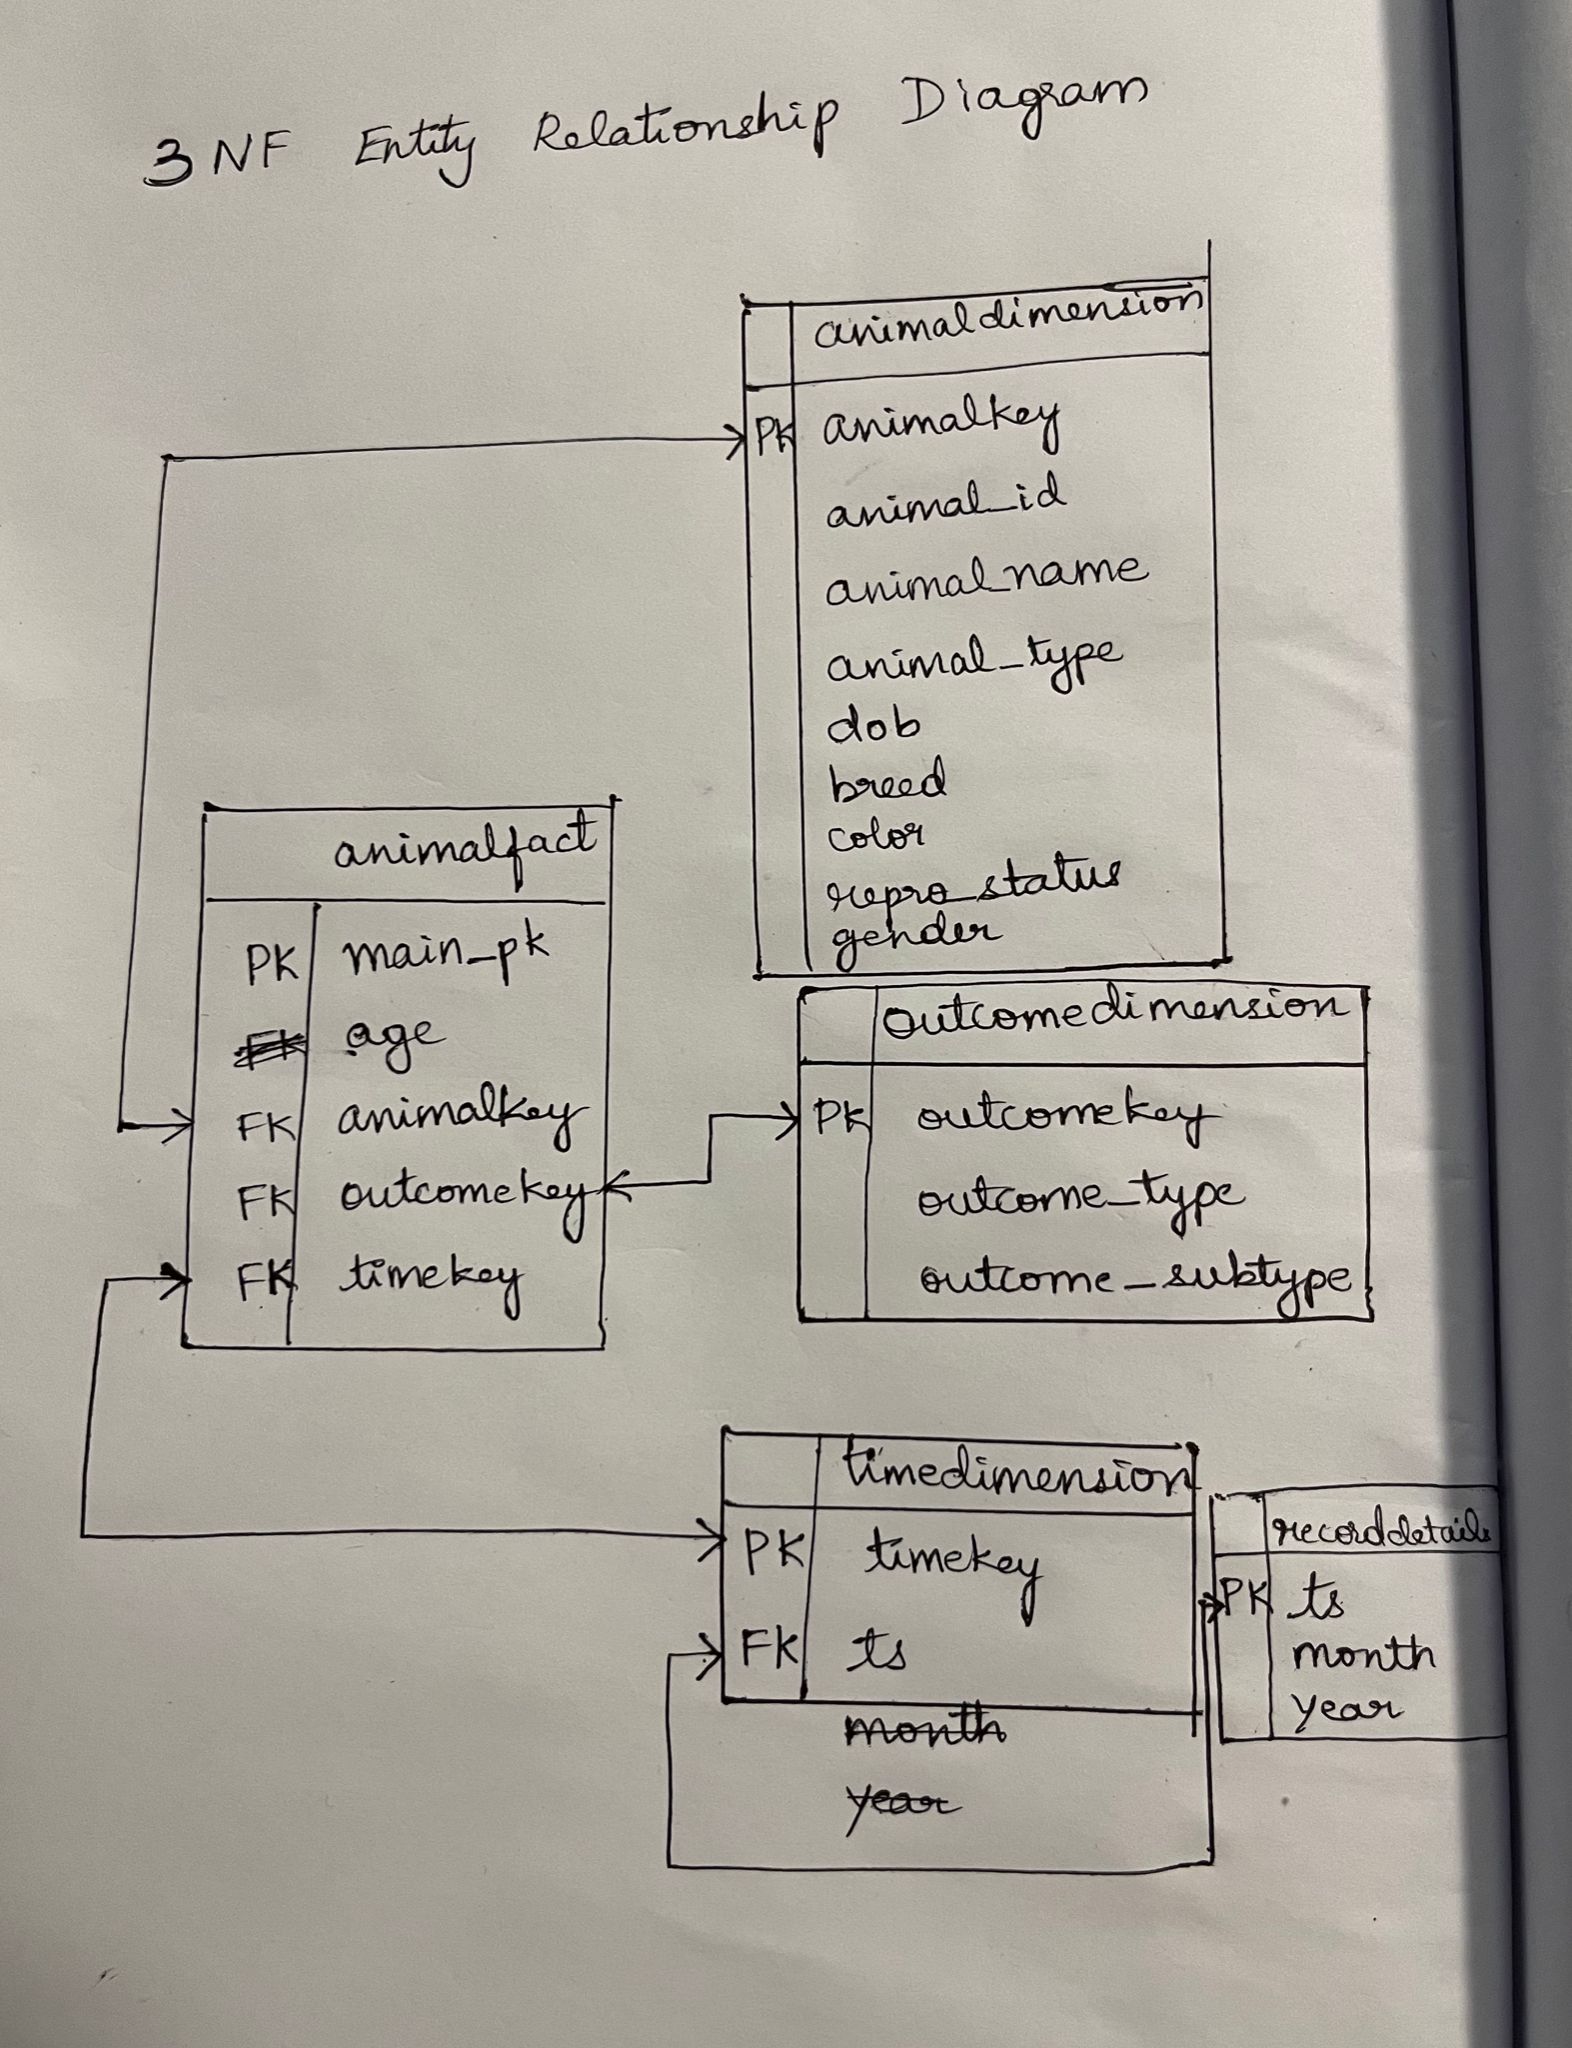 3NF Entity Relationship Diagram
animaldimension
PK animalkey
animal_id
animal_name
animal_type
dob
breed
color
repro_status
gender
animalfact
PK main_pk
FK age
FK animalkey
FK outcomekey
FK timekey
outcomedimension
PK outcomekey
outcome_type
outcome_subtype
timedimension
PK timekey
FK ts
month
year
recorddetails
PK ts
month
year